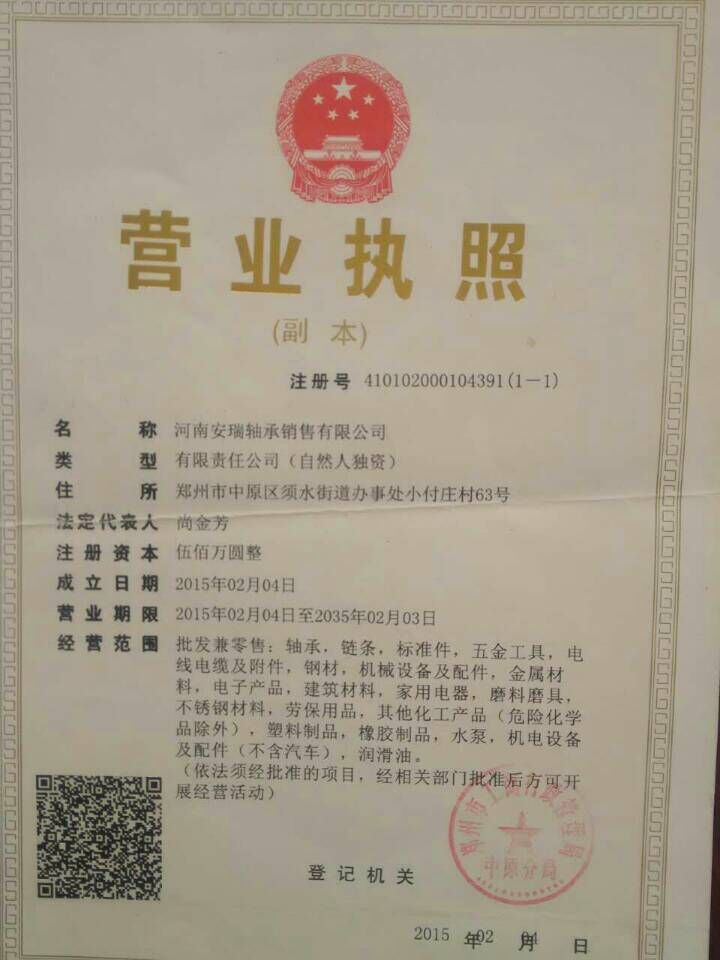 营业执照
(副本)
注册号 410102000104391(1-1)
名称 河南安瑞轴承销售有限公司
类型 有限责任公司（自然人独资）
住所 郑州市中原区须水街道办事处小付庄村63号
法定代表人 尚金芳
注册资本 伍佰万圆整
成立日期 2015年02月04日
营业期限 2015年02月04日至2035年02月03日
经营范围 批发兼零售：轴承，链条，标准件，五金工具，电
线电缆及附件，钢材，机械设备及配件，金属材
料，电子产品，建筑材料，家用电器，磨料磨具，
不锈钢材料，劳保用品，其他化工产品（危险化学
品除外），塑料制品，橡胶制品，水泵，机电设备
及配件（不含汽车），润滑油。
（依法须经批准的项目，经相关部门批准后方可开
展经营活动）
郑州市工商行政管理局
中原分局
登记机关
2015 年 02 月 04 日